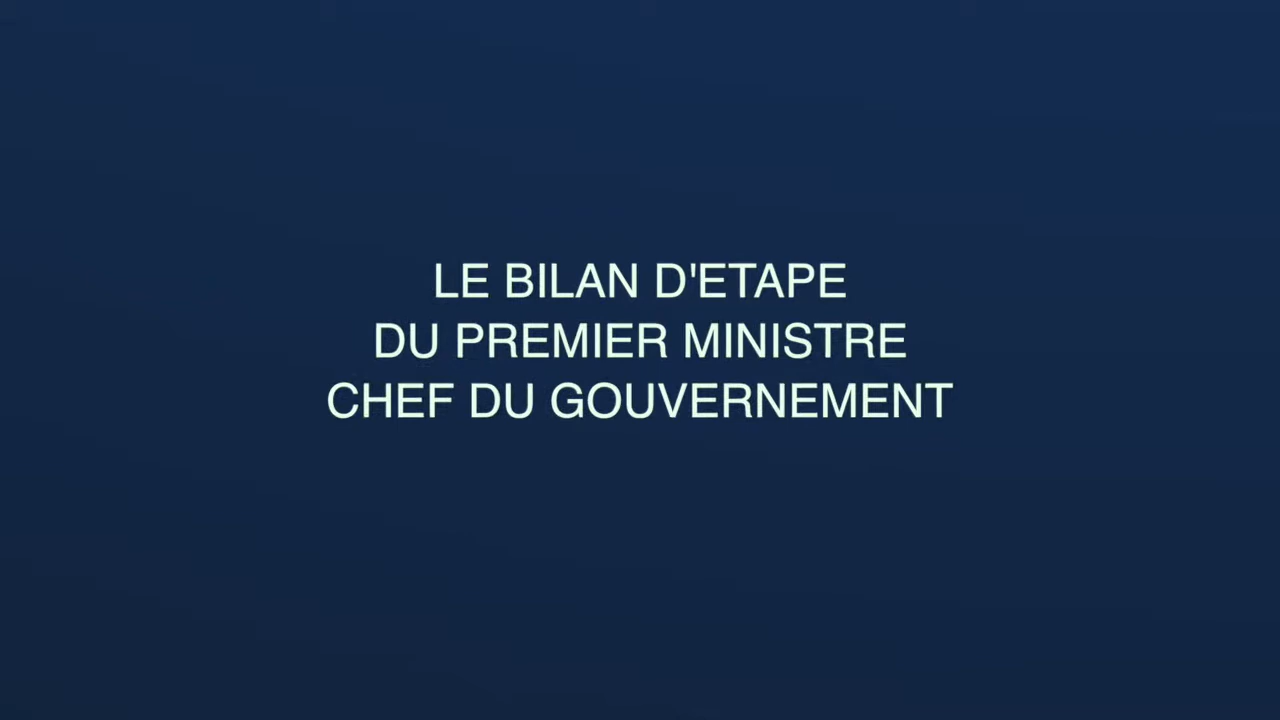 LE BILAN D'ETAPE
DU PREMIER MINISTRE
CHEF DU GOUVERNEMENT